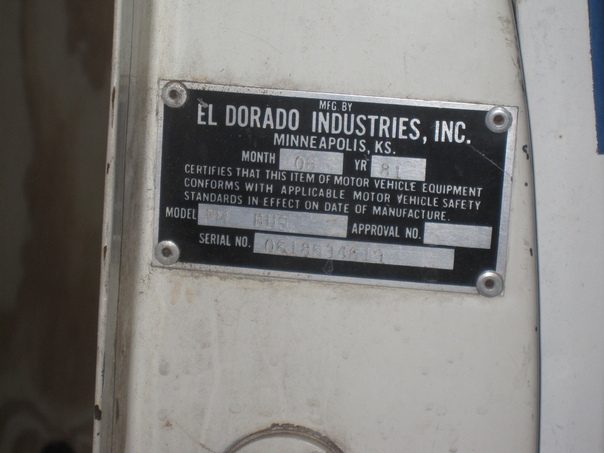 MFG. BY
EL DORADO INDUSTRIES, INC.
MINNEAPOLIS, KS.
MONTH 06 YR 81
CERTIFIES THAT THIS ITEM OF MOTOR VEHICLE EQUIPMENT
CONFORMS WITH APPLICABLE MOTOR VEHICLE SAFETY
STANDARDS IN EFFECT ON DATE OF MANUFACTURE.
MODEL BUS APPROVAL NO.
SERIAL NO.